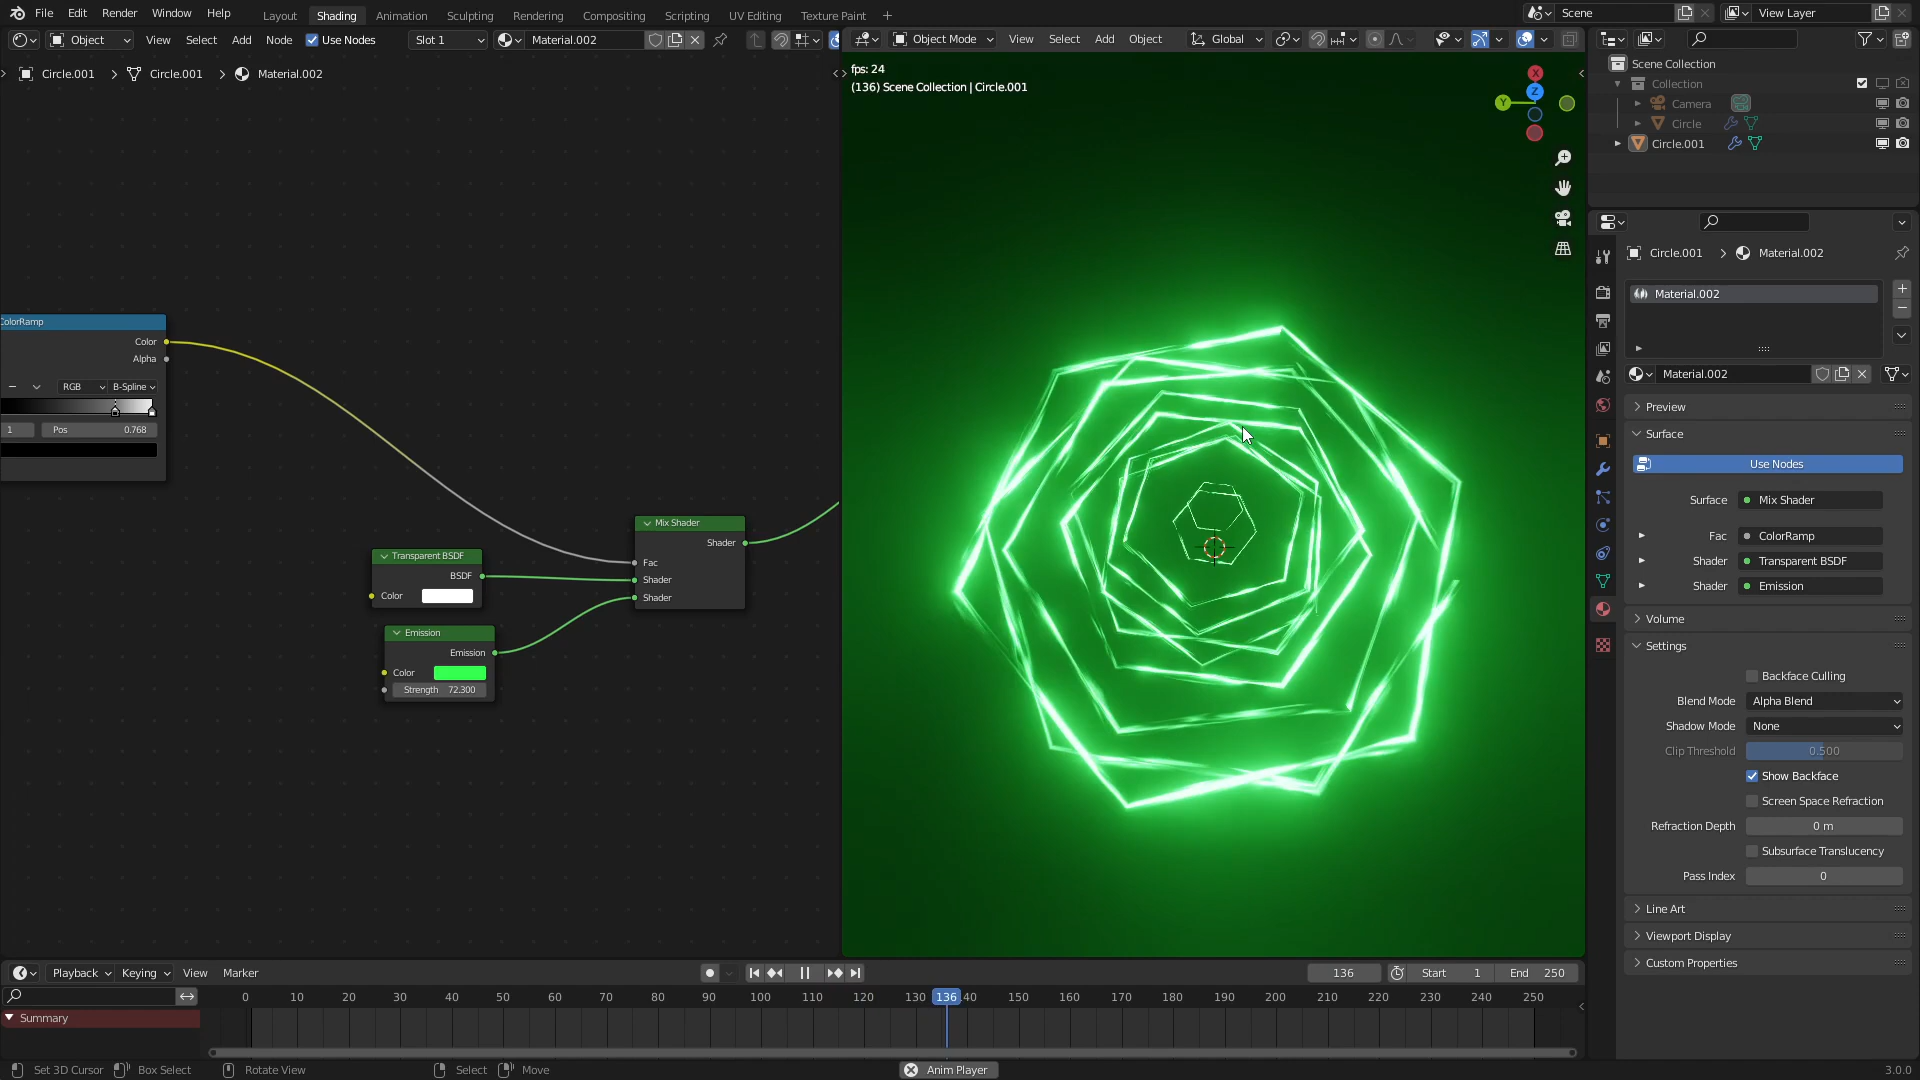 File Edit Render Window Help Layout Shading Animation Sculpting Rendering Compositing Scripting UV Editing Texture Paint + Scene View Layer
Object View Select Add Node Use Nodes Slot 1 Material.002 Object Mode View Select Add Object Global
Circle.001 > Circle.001 > Material.002
fps: 24
(136) Scene Collection | Circle.001
X
Y
Z
Scene Collection
Collection
Camera
Circle
Circle.001
ColorRamp
Color
Alpha
RGB B-Spline
1 Pos 0.768
Transparent BSDF
BSDF
Color
Emission
Emission
Color
Strength 72.300
Mix Shader
Shader
Fac
Shader
Shader
Circle.001 > Material.002
Material.002
Material.002
Preview
Surface
Use Nodes
Surface Mix Shader
Fac ColorRamp
Shader Transparent BSDF
Shader Emission
Volume
Settings
Backface Culling
Blend Mode Alpha Blend
Shadow Mode None
Clip Threshold 0.500
Show Backface
Screen Space Refraction
Refraction Depth 0 m
Subsurface Translucency
Pass Index 0
Line Art
Viewport Display
Custom Properties
Playback Keying View Marker 136 Start 1 End 250
0 10 20 30 40 50 60 70 80 90 100 110 120 130 136 40 150 160 170 180 190 200 210 220 230 240 250
Summary
Set 3D Cursor Box Select Rotate View Select Move Anim Player 3.0.0